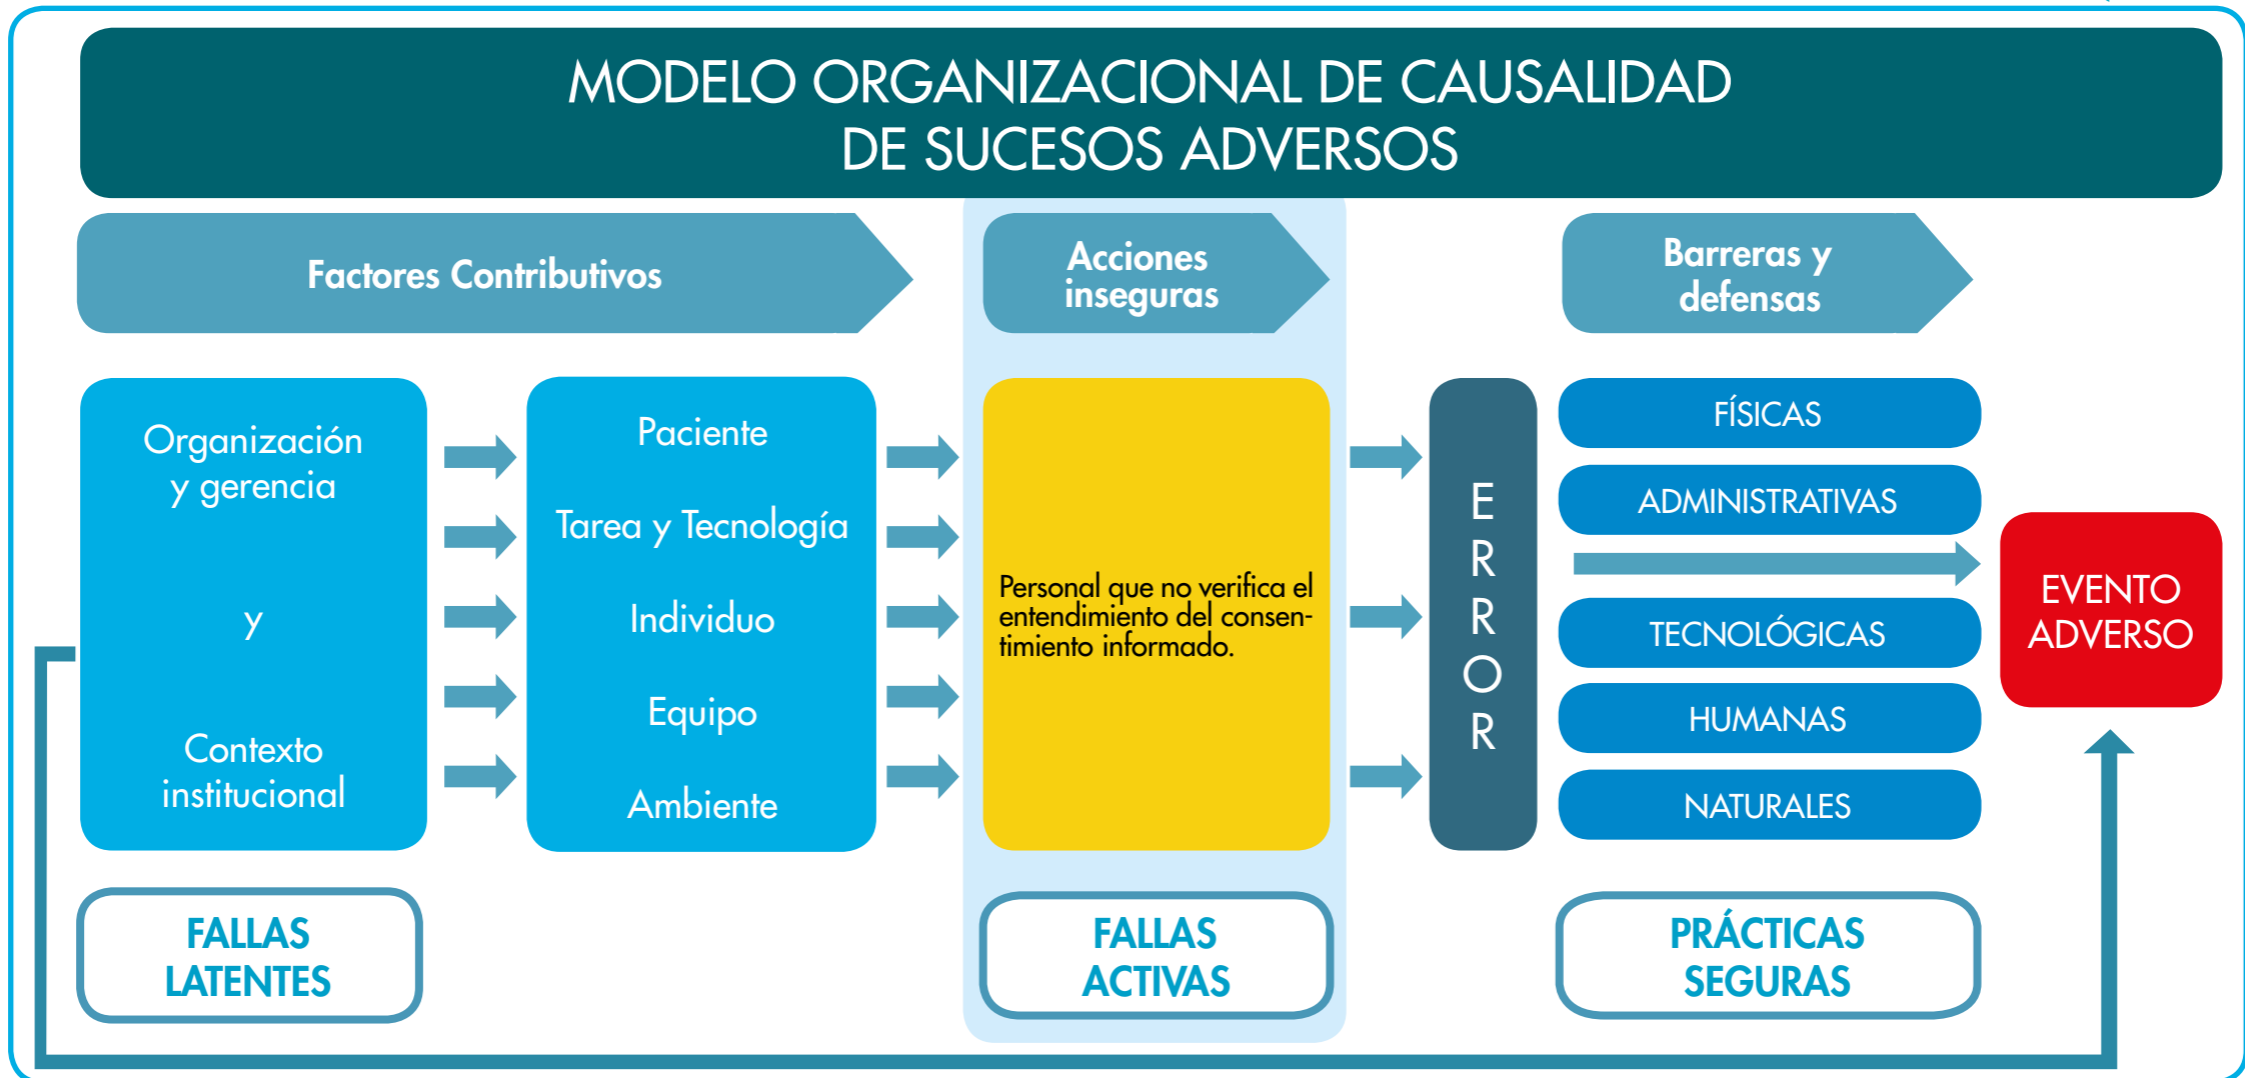 MODELO ORGANIZACIONAL DE CAUSALIDAD
DE SUCESOS ADVERSOS
Factores Contributivos
Acciones
inseguras
Barreras y
defensas
Organización
y gerencia
y
Contexto
institucional
Paciente
Tarea y Tecnología
Individuo
Equipo
Ambiente
Personal que no verifica el
entendimiento del consen-
timiento informado.
E
R
R
O
R
FÍSICAS
ADMINISTRATIVAS
TECNOLÓGICAS
HUMANAS
NATURALES
EVENTO
ADVERSO
FALLAS
LATENTES
FALLAS
ACTIVAS
PRÁCTICAS
SEGURAS